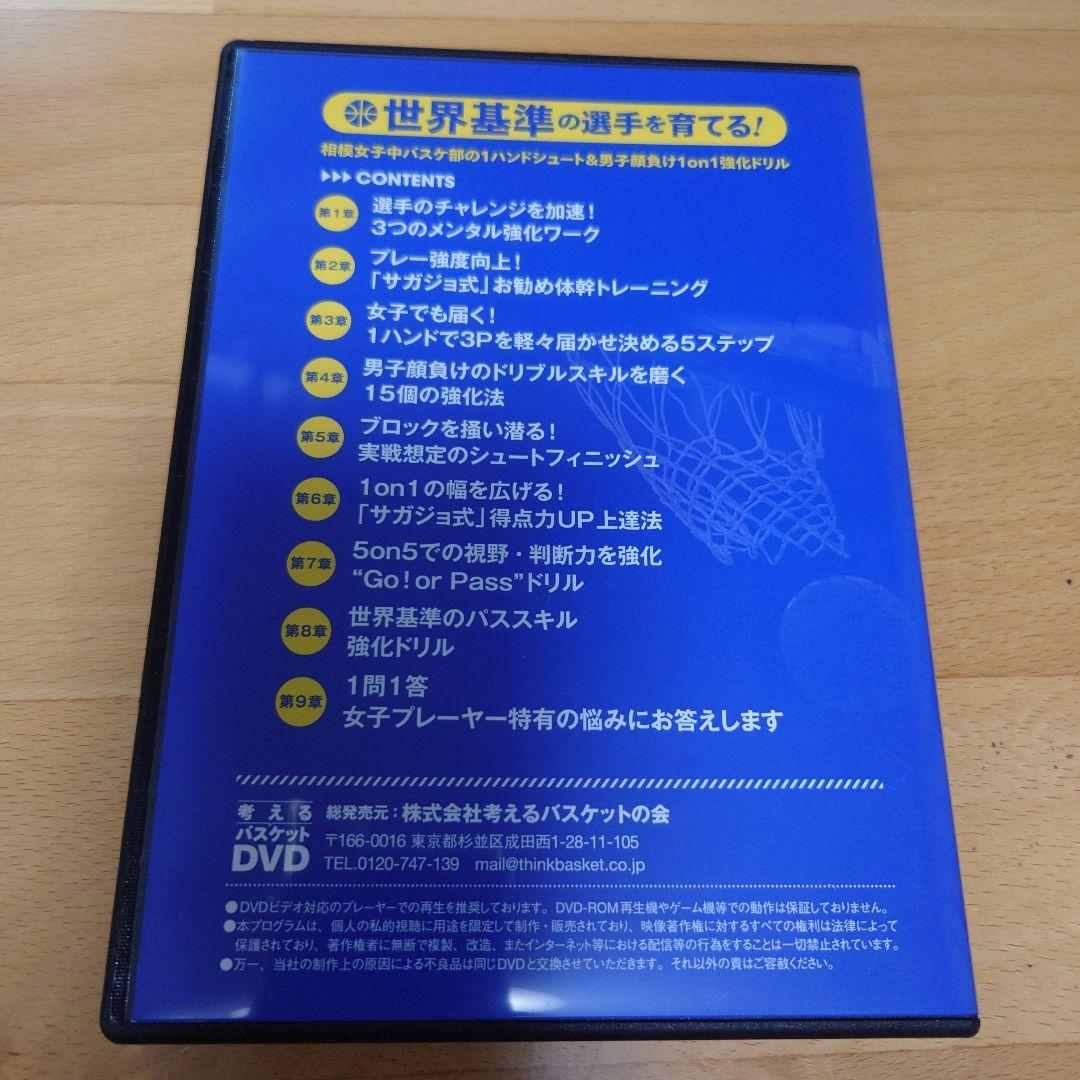 世界基準の選手を育てる!
相模女子中バスケ部の1ハンドシュート&男子顔負け1on1強化ドリル
CONTENTS
第1章 選手のチャレンジを加速!
3つのメンタル強化ワーク
第2章 プレー強度向上!
「サガジョ式」お勧め体幹トレーニング
第3章 女子でも届く!
1ハンドで3Pを軽々届かせ決める5ステップ
第4章 男子顔負けのドリブルスキルを磨く
15個の強化法
第5章 ブロックを掻い潜る!
実戦想定のシュートフィニッシュ
第6章 1on1の幅を広げる!
「サガジョ式」得点力UP上達法
第7章 5on5での視野・判断力を強化
“Go!or Pass”ドリル
第8章 世界基準のパススキル
強化ドリル
第9章 1問1答
女子プレーヤー特有の悩みにお答えします
考える
バスケット
DVD
総発売元:株式会社考えるバスケットの会
〒166-0016 東京都杉並区成田西1-28-11-105
TEL.0120-747-139 mail@thinkbasket.co.jp
●DVDビデオ対応のプレーヤーでの再生を推奨しております。DVD-ROM再生機やゲーム機等での動作は保証しておりません。
●本プログラムは、個人の私的視聴に用途を限定して制作・販売されており、映像著作権に対するすべての権利は法律によって
保護されており、著作権者に無断で複製、改造、またインターネット等における配信等の行為をすることは一切禁止されています。
●万一、当社の制作上の原因による不良品は同じDVDと交換させていただきます。それ以外の責はご容赦ください。